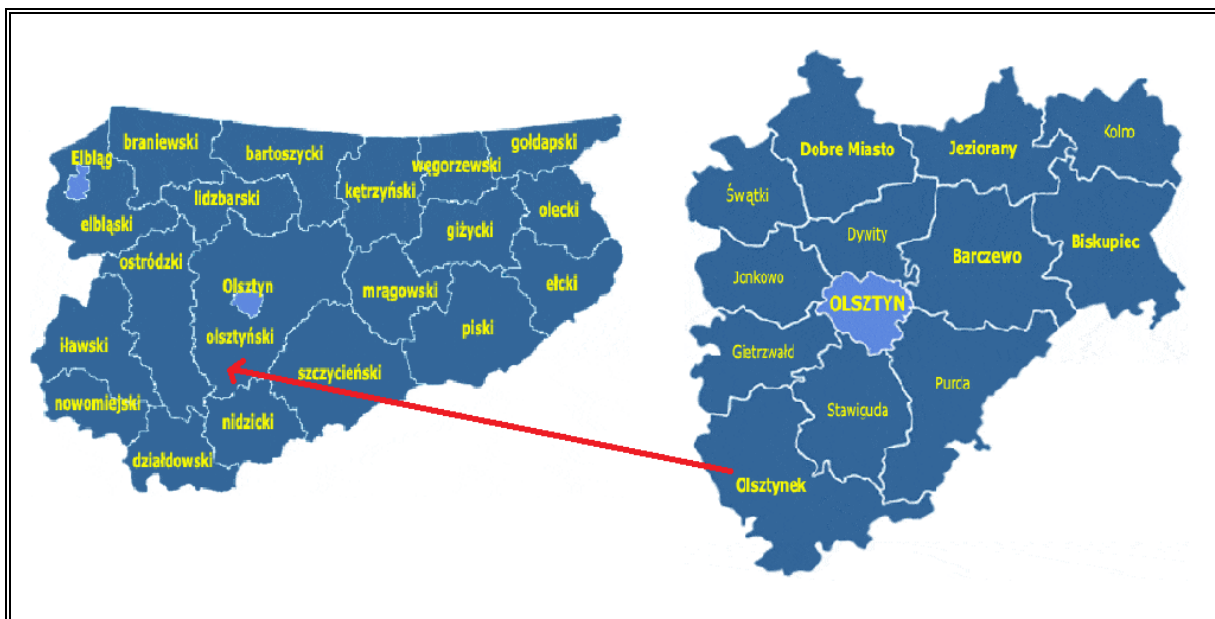 braniewski
gołdapski
Elbląg
bartoszycki
węgorzewski
kętrzyński
lidzbarski
olecki
elbląski
giżycki
ostródzki
ełcki
Olsztyn
mrągowski
olsztyński
piski
iławski
szczycieński
nowomiejski
nidzicki
działdowski
Kolno
Dobre Miasto
Jeziorany
Świątki
Dywity
Biskupiec
Barczewo
Jonkowo
OLSZTYN
Gietrzwałd
Purda
Stawiguda
Olsztynek